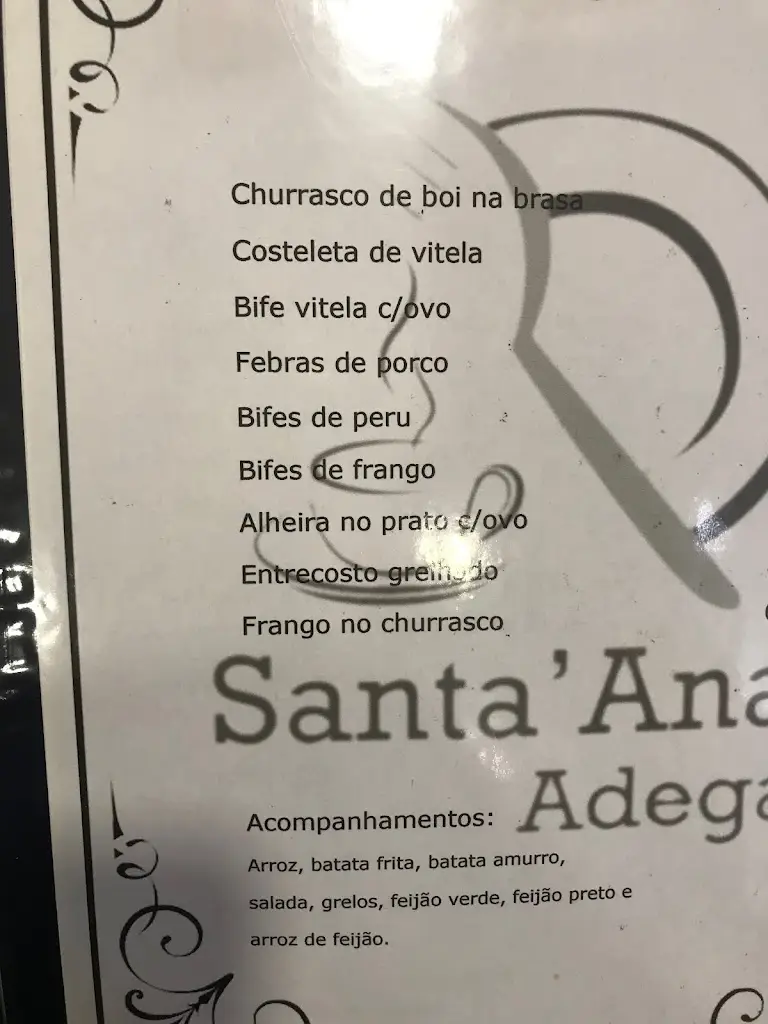 Churrasco de boi na brasa
Costeleta de vitela
Bife vitela c/ovo
Febras de porco
Bifes de peru
Bifes de frango
Alheira no prato c/ovo
Entrecosto grelhado
Frango no churrasco
Santa'Ana
Adega
Acompanhamentos:
Arroz, batata frita, batata amurro,
salada, grelos, feijão verde, feijão preto e
arroz de feijão.